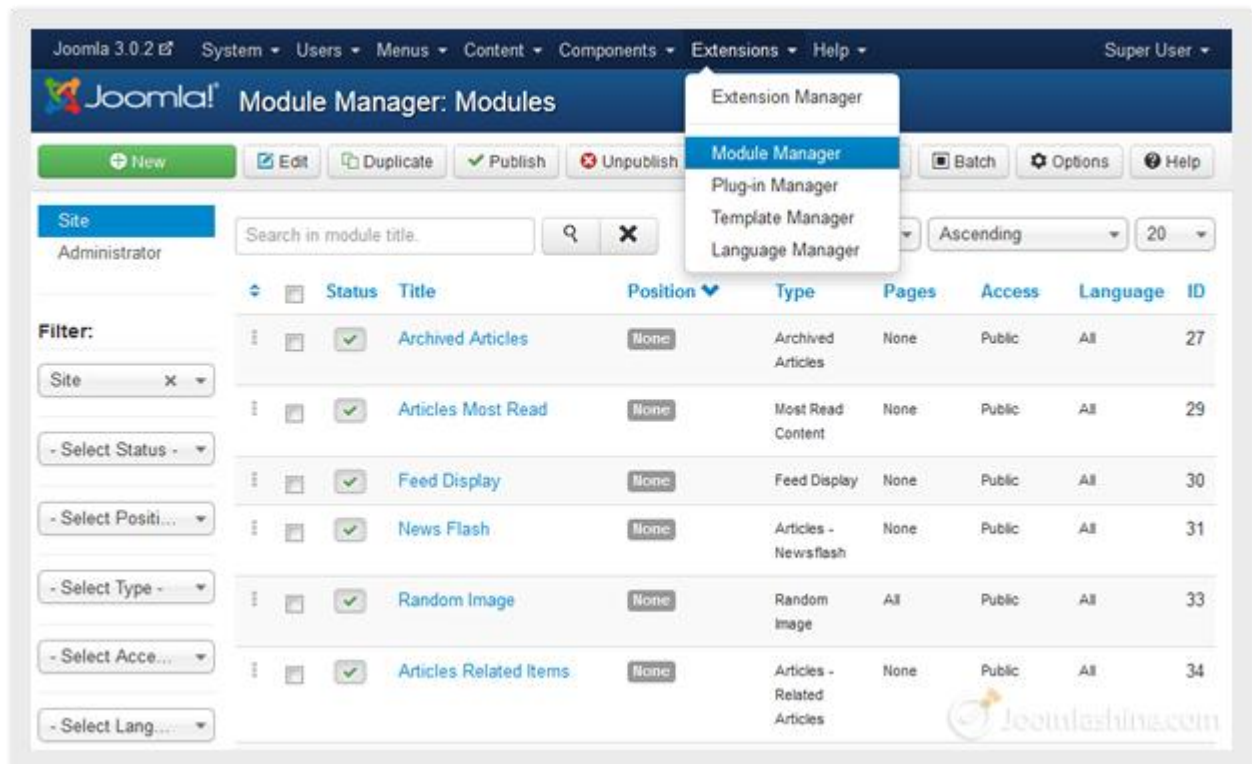 Joomla 3.0.2 System Users Menus Content Components Extensions Help Super User
Joomla! Module Manager: Modules
Extension Manager
Module Manager
Plug-in Manager
Template Manager
Language Manager
New Edit Duplicate Publish Unpublish Batch Options Help
Site
Administrator
Search in module title. Ascending 20
Filter:
Site
- Select Status -
- Select Positi...
- Select Type -
- Select Acce...
- Select Lang...
Status Title Position Type Pages Access Language ID
Archived Articles None Archived Articles None Public All 27
Articles Most Read None Most Read Content None Public All 29
Feed Display None Feed Display None Public All 30
News Flash None Articles - Newsflash None Public All 31
Random Image None Random Image All Public All 33
Articles Related Items None Articles - Related Articles None Public All 34
Joomlashine.com